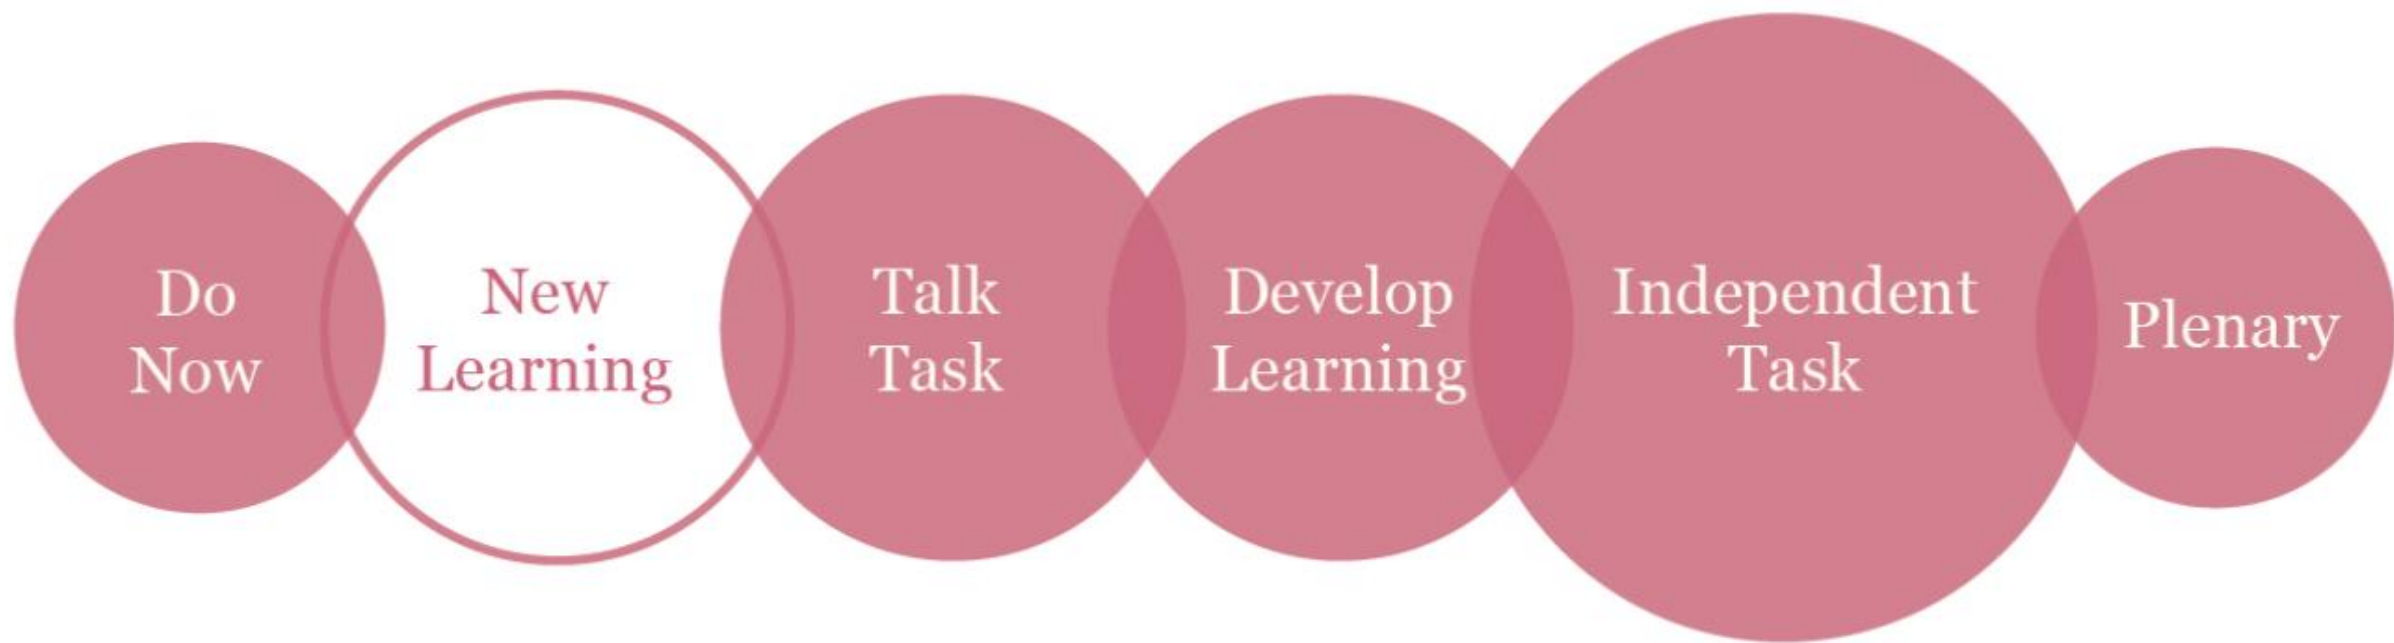 Do
Now
New
Learning
Talk
Task
Develop
Learning
Independent
Task
Plenary